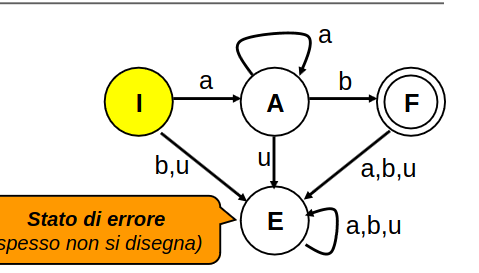 a
a
b
I
A
F
b,u
u
a,b,u
Stato di errore
E
a,b,u
spesso non si disegna)